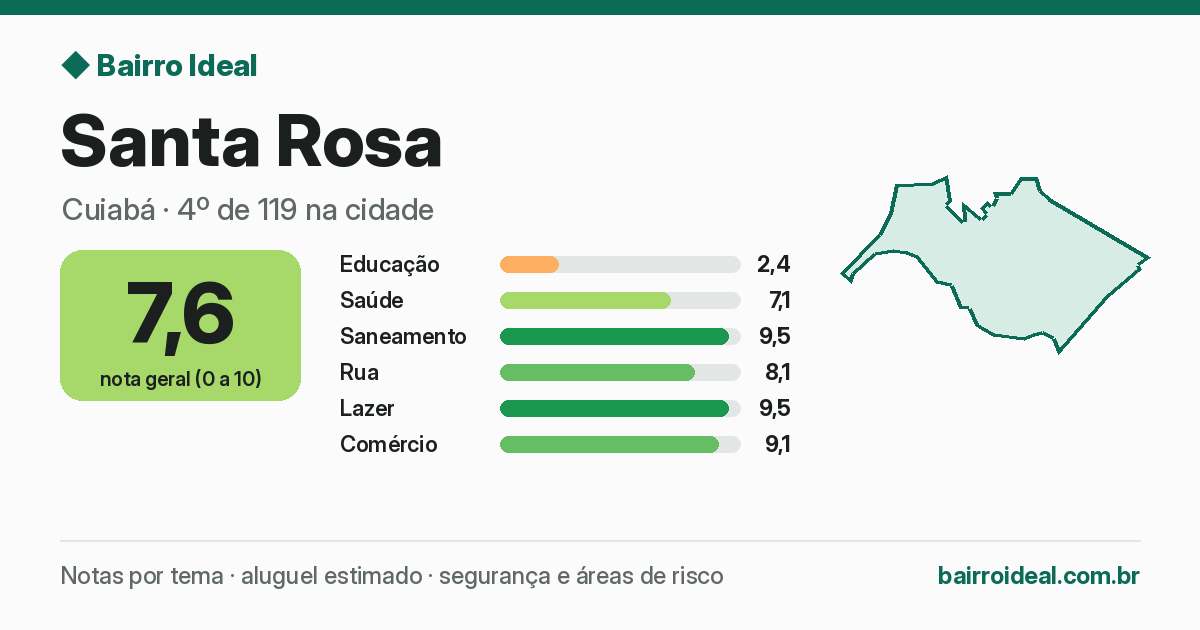 Bairro Ideal
Santa Rosa
Cuiabá · 4º de 119 na cidade
7,6
nota geral (0 a 10)
Educação 2,4
Saúde 7,1
Saneamento 9,5
Rua 8,1
Lazer 9,5
Comércio 9,1
Notas por tema · aluguel estimado · segurança e áreas de risco
bairroideal.com.br